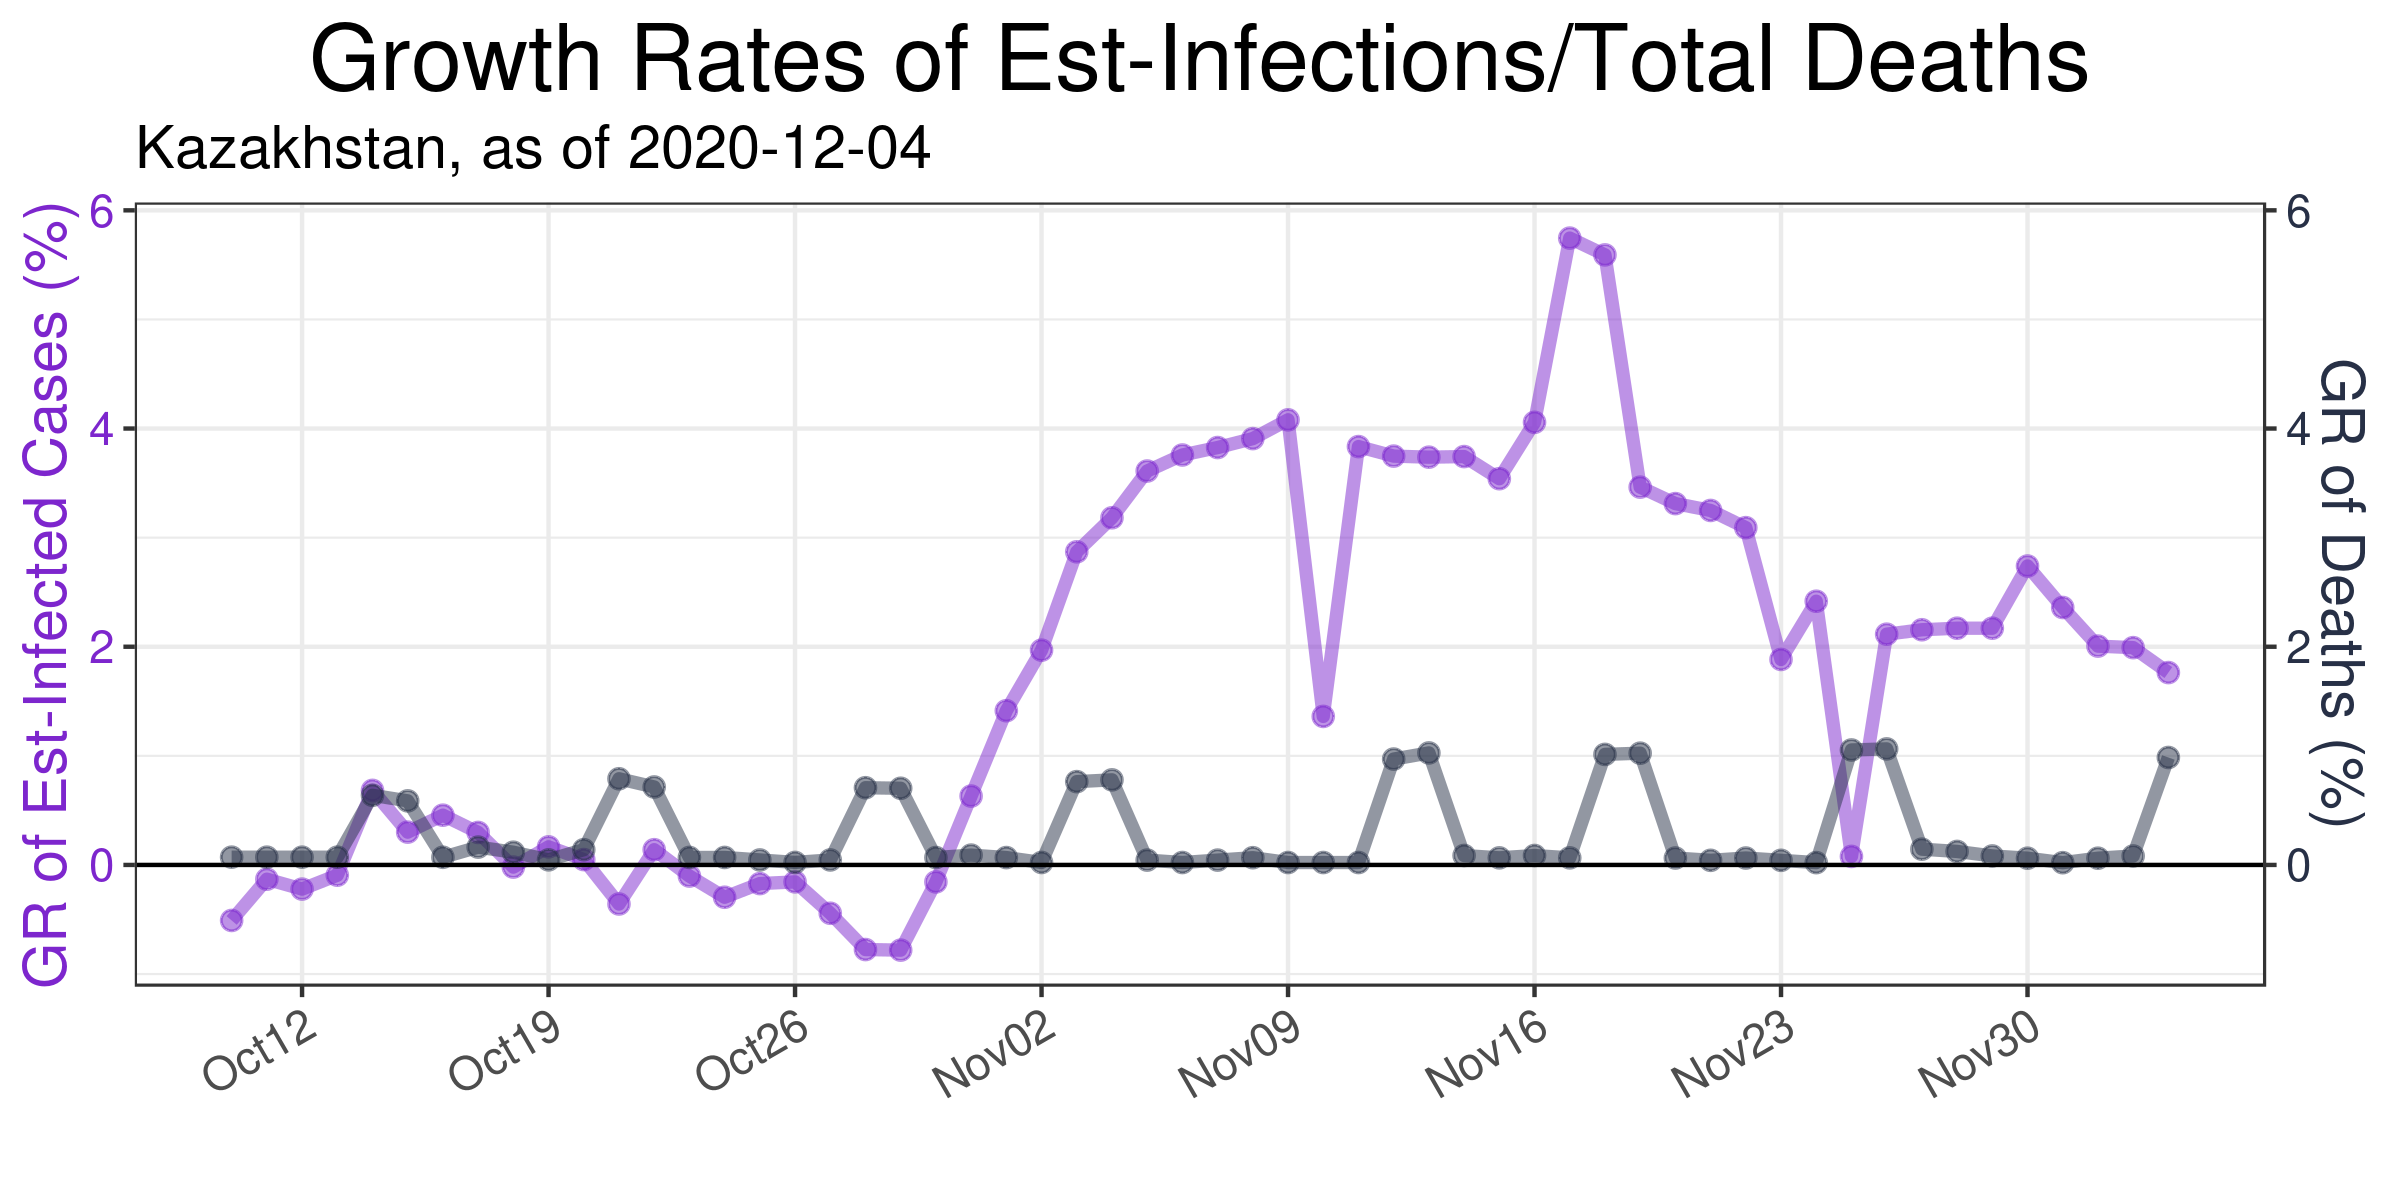 Growth Rates of Est-Infections/Total Deaths
Kazakhstan, as of 2020-12-04
GR of Est-Infected Cases (%)
6
4
2
0
6
4
2
0
GR of Deaths (%)
Oct12
Oct19
Oct26
Nov02
Nov09
Nov16
Nov23
Nov30